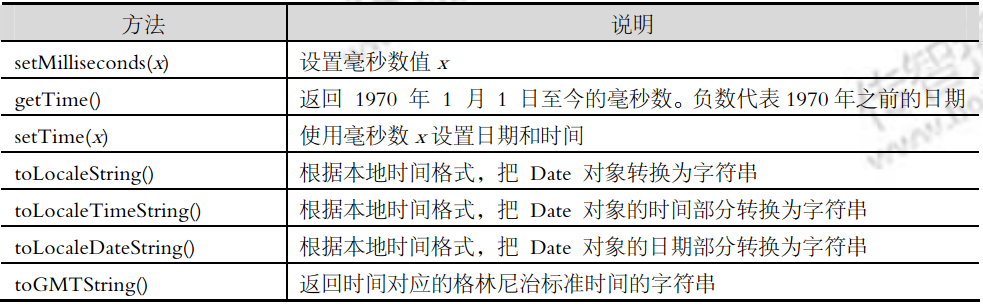 方法 说明
setMilliseconds(x) 设置毫秒数值 x
getTime() 返回 1970 年 1 月 1 日至今的毫秒数。负数代表1970年之前的日期
setTime(x) 使用毫秒数 x 设置日期和时间
toLocaleString() 根据本地时间格式，把 Date 对象转换为字符串
toLocaleTimeString() 根据本地时间格式，把 Date 对象的时间部分转换为字符串
toLocaleDateString() 根据本地时间格式，把 Date 对象的日期部分转换为字符串
toGMTString() 返回时间对应的格林尼治标准时间的字符串